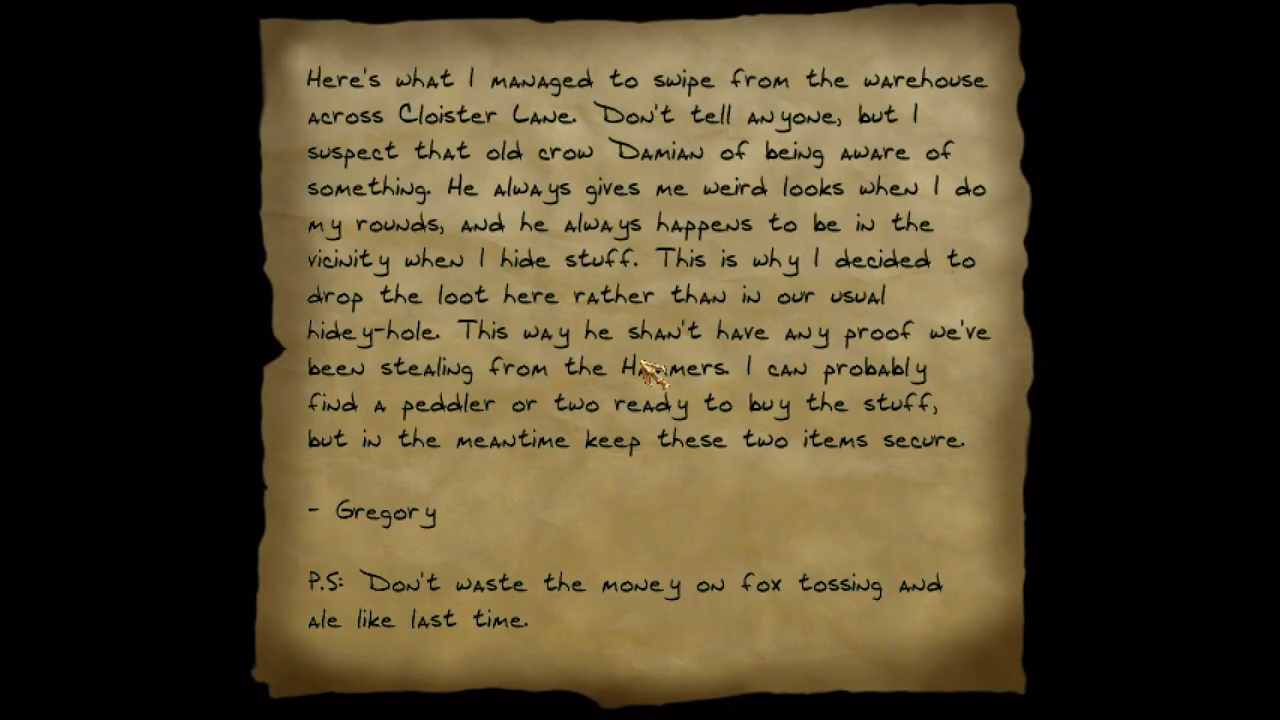 Here's what I managed to swipe from the warehouse
across Cloister Lane. Don't tell anyone, but I
suspect that old crow Damian of being aware of
something. He always gives me weird looks when I do
my rounds, and he always happens to be in the
vicinity when I hide stuff. This is why I decided to
drop the loot here rather than in our usual
hidey-hole. This way he shan't have any proof we've
been stealing from the Hammers. I can probably
find a peddler or two ready to buy the stuff,
but in the meantime keep these two items secure.
- Gregory
P.S: Don't waste the money on fox tossing and
ale like last time.